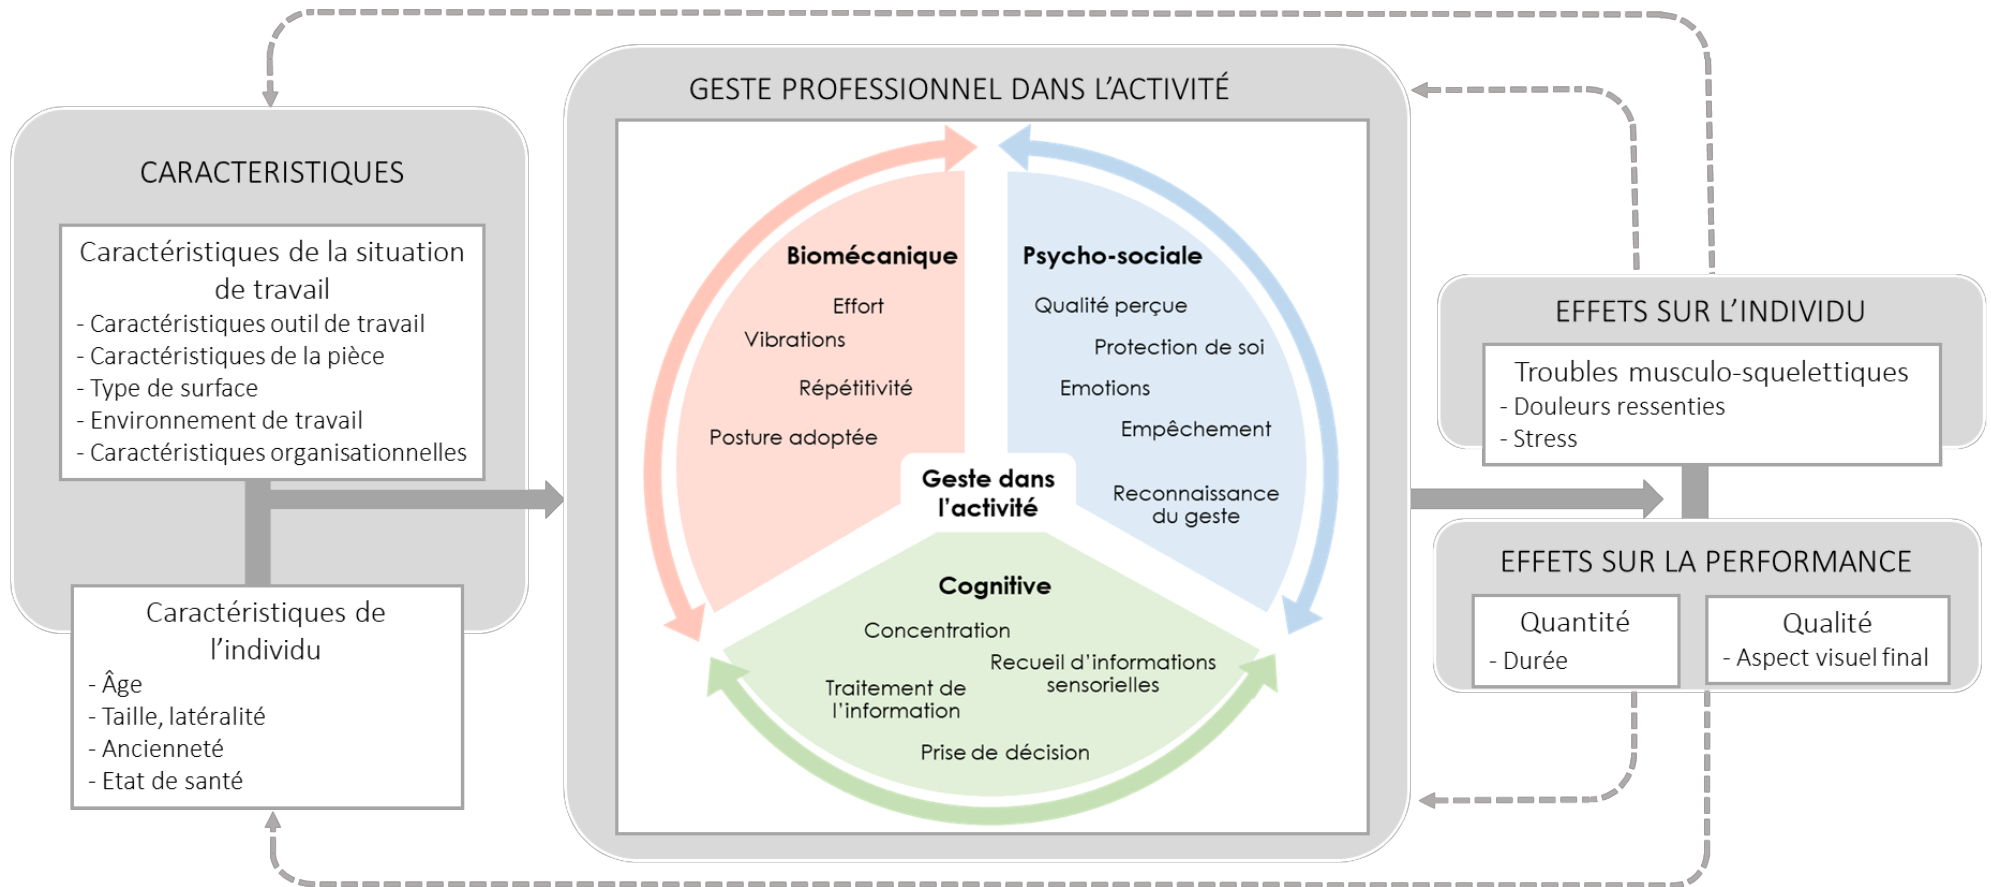 GESTE PROFESSIONNEL DANS L’ACTIVITÉ
CARACTERISTIQUES
Caractéristiques de la situation
de travail
- Caractéristiques outil de travail
- Caractéristiques de la pièce
- Type de surface
- Environnement de travail
- Caractéristiques organisationnelles
Caractéristiques de
l’individu
- Âge
- Taille, latéralité
- Ancienneté
- Etat de santé
Biomécanique
Effort
Vibrations
Répétitivité
Posture adoptée
Psycho-sociale
Qualité perçue
Protection de soi
Emotions
Empêchement
Reconnaissance
du geste
Geste dans
l’activité
Cognitive
Concentration
Recueil d’informations
sensorielles
Traitement de
l’information
Prise de décision
EFFETS SUR L’INDIVIDU
Troubles musculo-squelettiques
- Douleurs ressenties
- Stress
EFFETS SUR LA PERFORMANCE
Quantité
- Durée
Qualité
- Aspect visuel final